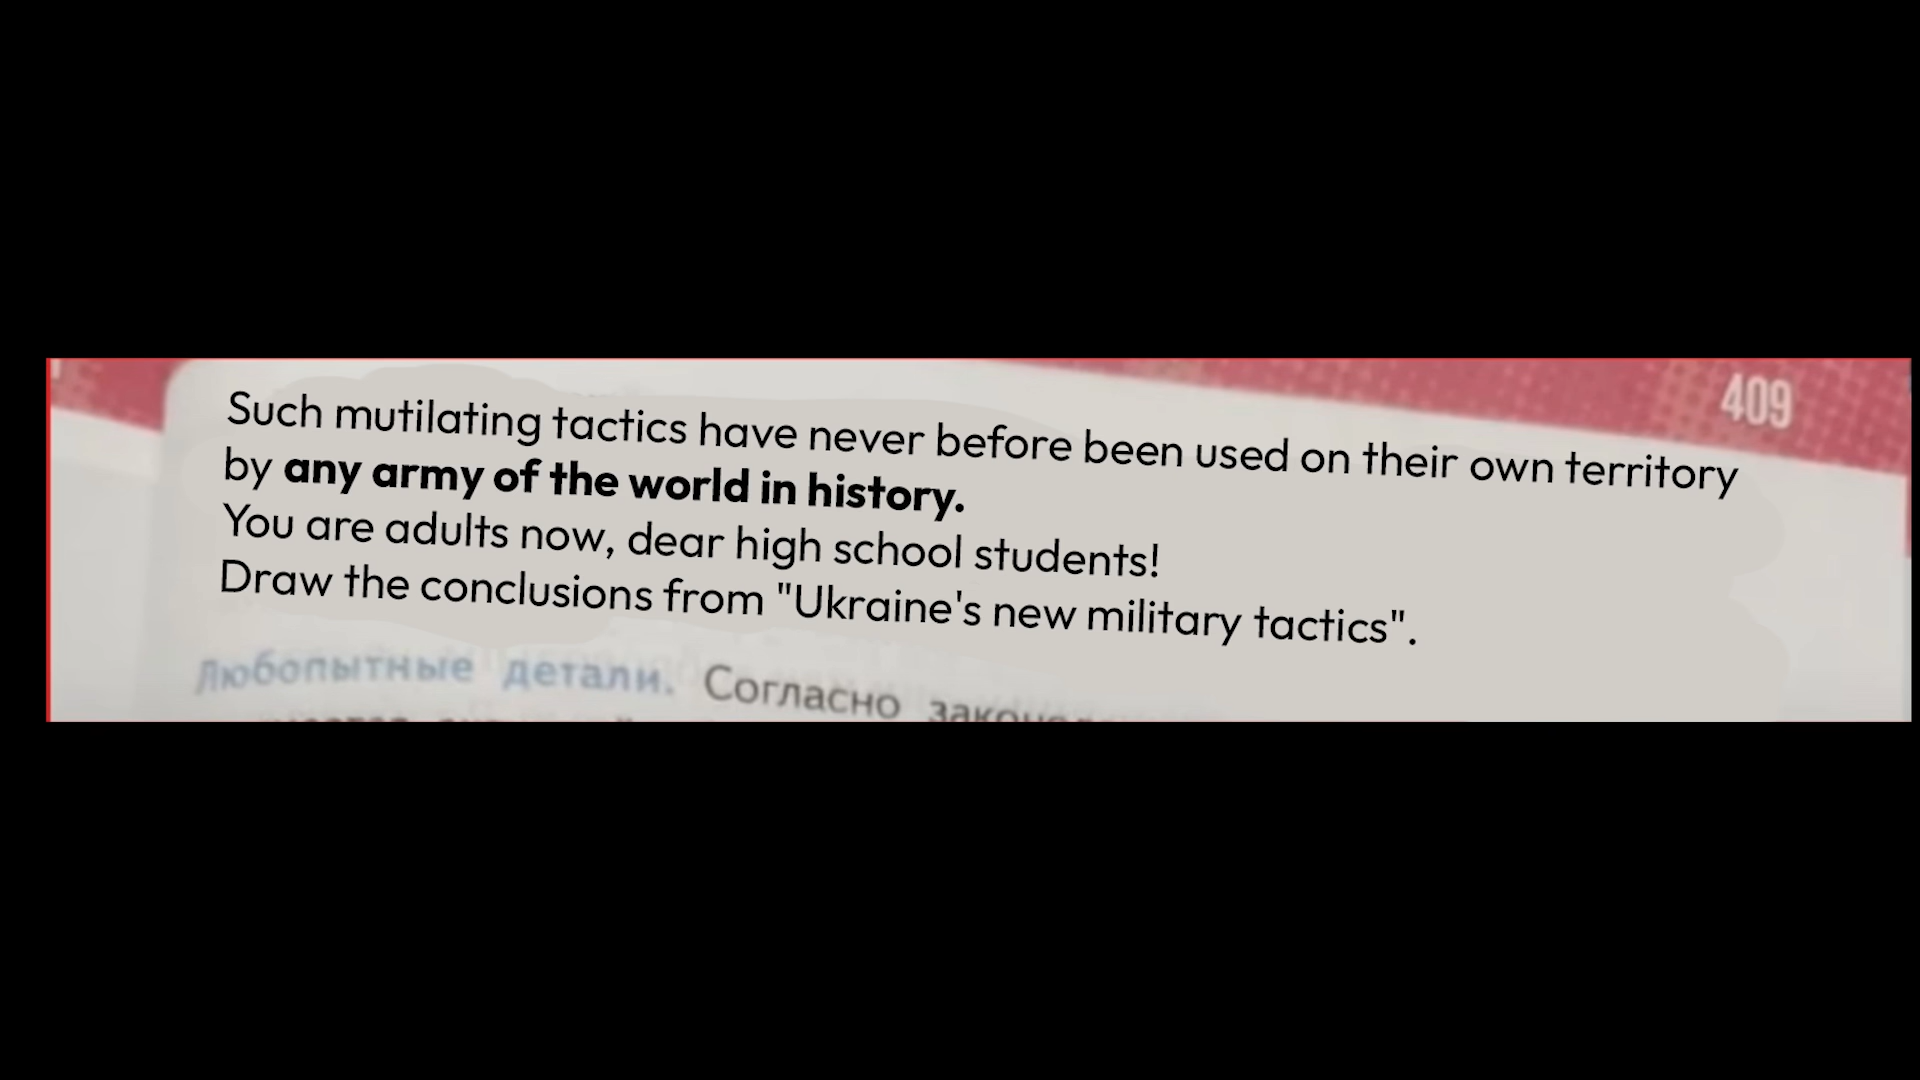 409
Such mutilating tactics have never before been used on their own territory
by any army of the world in history.
You are adults now, dear high school students!
Draw the conclusions from "Ukraine's new military tactics".
Любопытные детали. Согласно